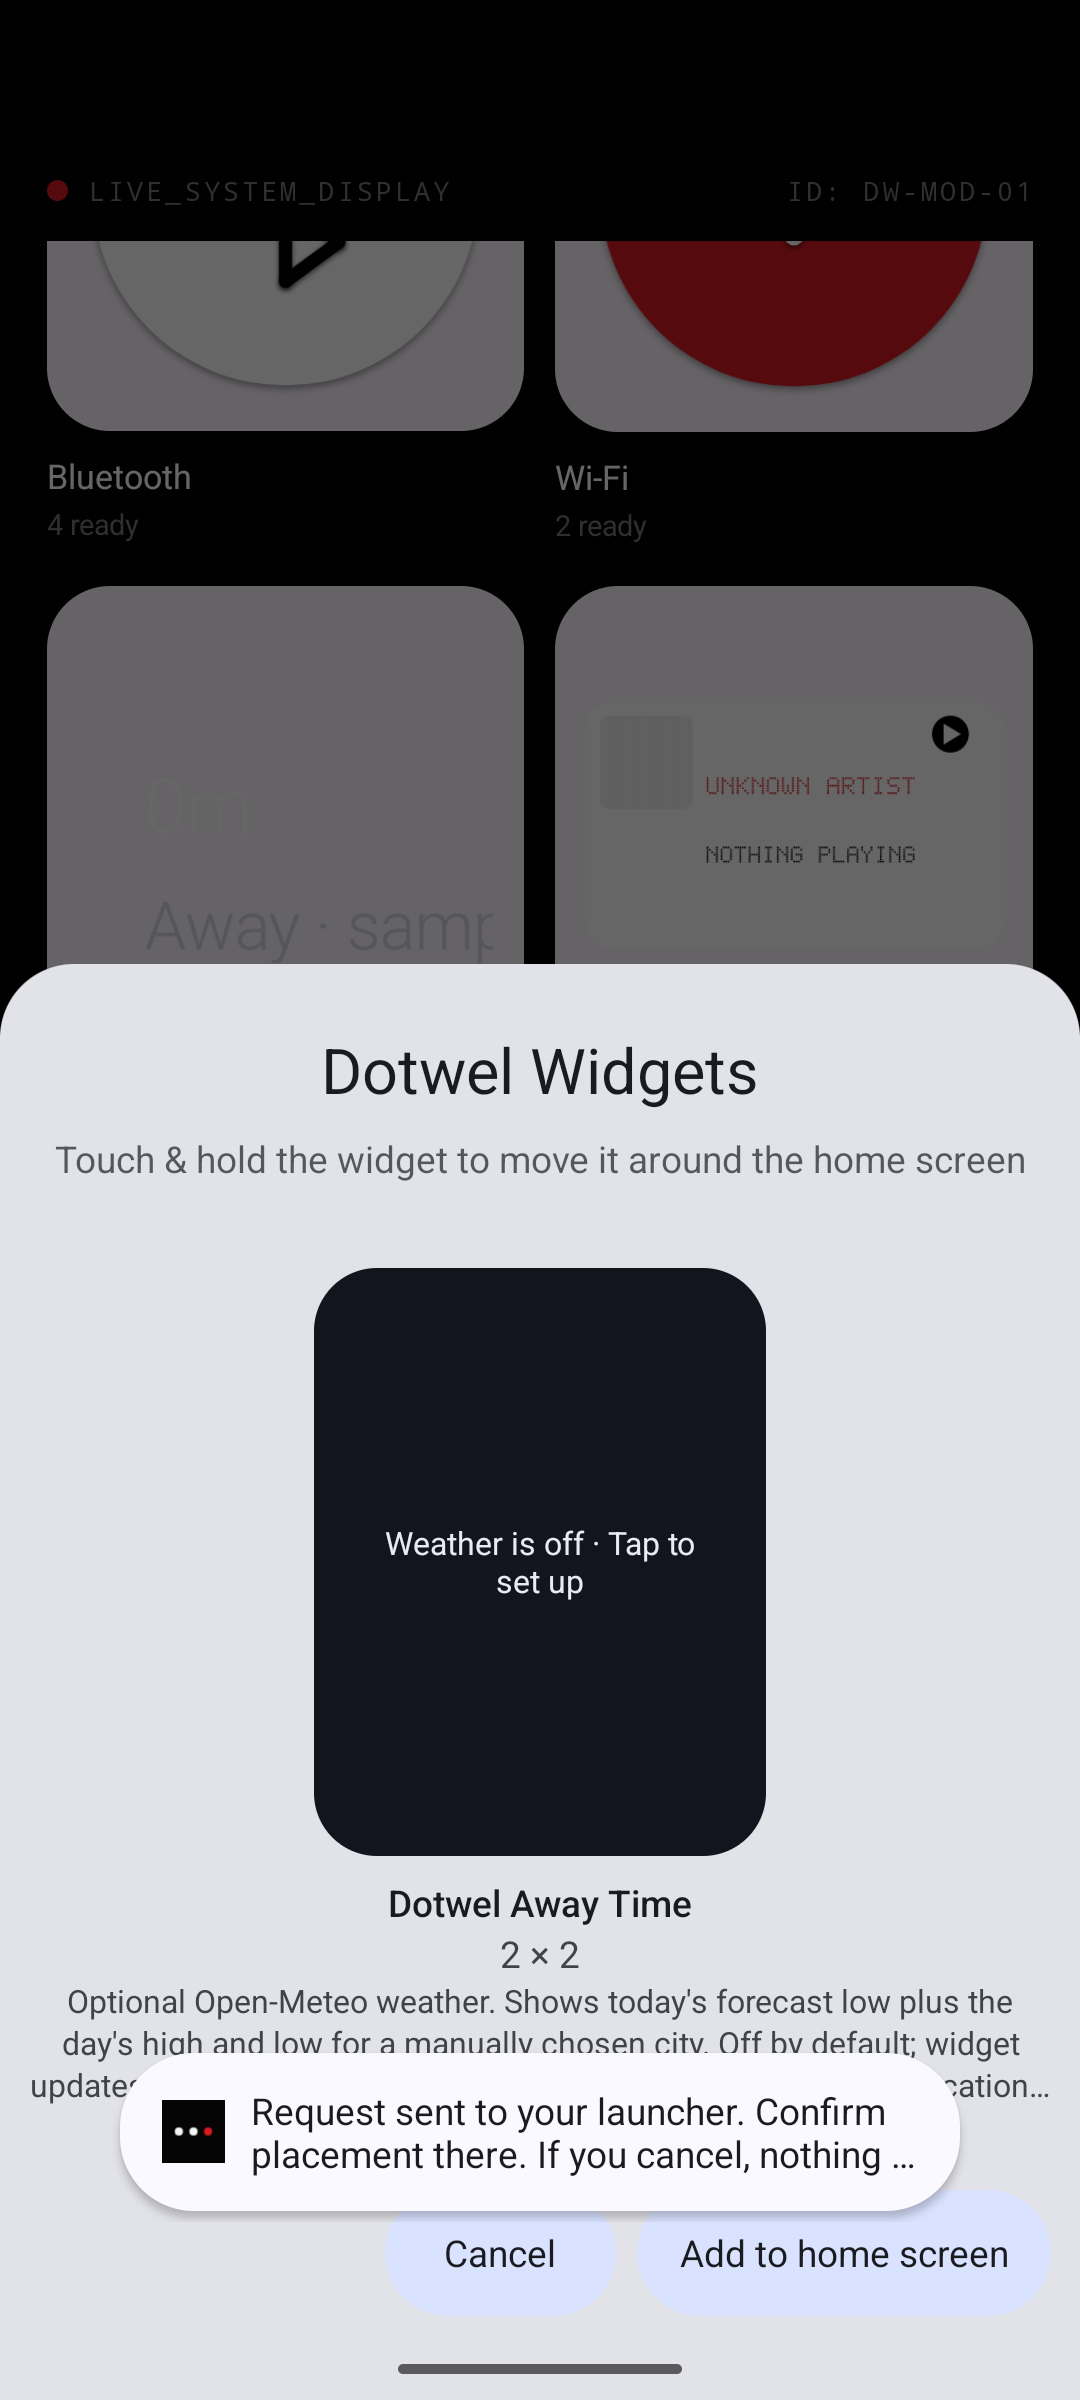 LIVE_SYSTEM_DISPLAY
ID: DW-MOD-01
Bluetooth
4 ready
Wi-Fi
2 ready
0m
Away · samp
UNKNOWN ARTIST
NOTHING PLAYING
Dotwel Widgets
Touch & hold the widget to move it around the home screen
Weather is off · Tap to
set up
Dotwel Away Time
2 × 2
Optional Open-Meteo weather. Shows today's forecast low plus the
day's high and low for a manually chosen city. Off by default; widget
updates cation…
Request sent to your launcher. Confirm
placement there. If you cancel, nothing ...
Cancel
Add to home screen